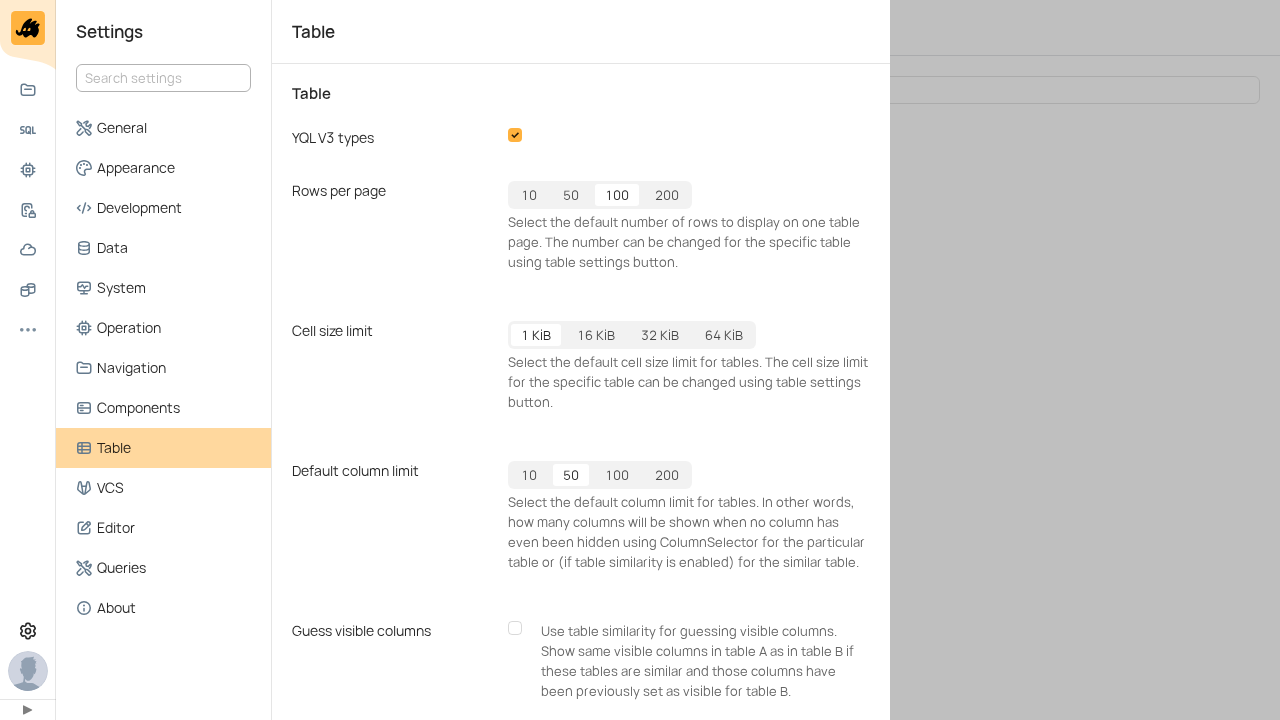 Settings
Search settings
General
Appearance
Development
Data
System
Operation
Navigation
Components
Table
VCS
Editor
Queries
About
SQL
Table
Table
YQL V3 types
Rows per page
10 50 100 200
Select the default number of rows to display on one table
page. The number can be changed for the specific table
using table settings button.
Cell size limit
1 KiB 16 KiB 32 KiB 64 KiB
Select the default cell size limit for tables. The cell size limit
for the specific table can be changed using table settings
button.
Default column limit
10 50 100 200
Select the default column limit for tables. In other words,
how many columns will be shown when no column has
even been hidden using ColumnSelector for the particular
table or (if table similarity is enabled) for the similar table.
Guess visible columns
Use table similarity for guessing visible columns.
Show same visible columns in table A as in table B if
these tables are similar and those columns have
been previously set as visible for table B.